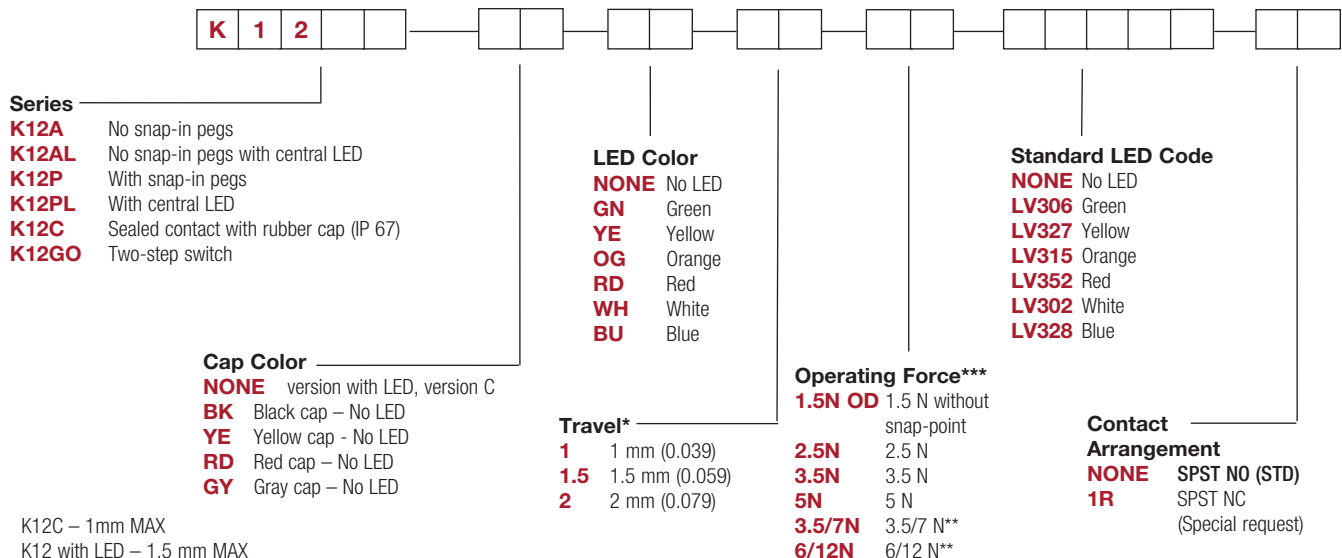 K 1 2
Series
K12A No snap-in pegs
K12AL No snap-in pegs with central LED
K12P With snap-in pegs
K12PL With central LED
K12C Sealed contact with rubber cap (IP 67)
K12GO Two-step switch
Cap Color
NONE version with LED, version C
BK Black cap – No LED
YE Yellow cap - No LED
RD Red cap – No LED
GY Gray cap – No LED
LED Color
NONE No LED
GN Green
YE Yellow
OG Orange
RD Red
WH White
BU Blue
Travel*
1 1 mm (0.039)
1.5 1.5 mm (0.059)
2 2 mm (0.079)
Operating Force***
1.5N OD 1.5 N without
snap-point
2.5N 2.5 N
3.5N 3.5 N
5N 5 N
3.5/7N 3.5/7 N**
6/12N 6/12 N**
Standard LED Code
NONE No LED
LV306 Green
LV327 Yellow
LV315 Orange
LV352 Red
LV302 White
LV328 Blue
Contact
Arrangement
NONE SPST NO (STD)
1R SPST NC
(Special request)
K12C – 1mm MAX
K12 with LED – 1.5 mm MAX